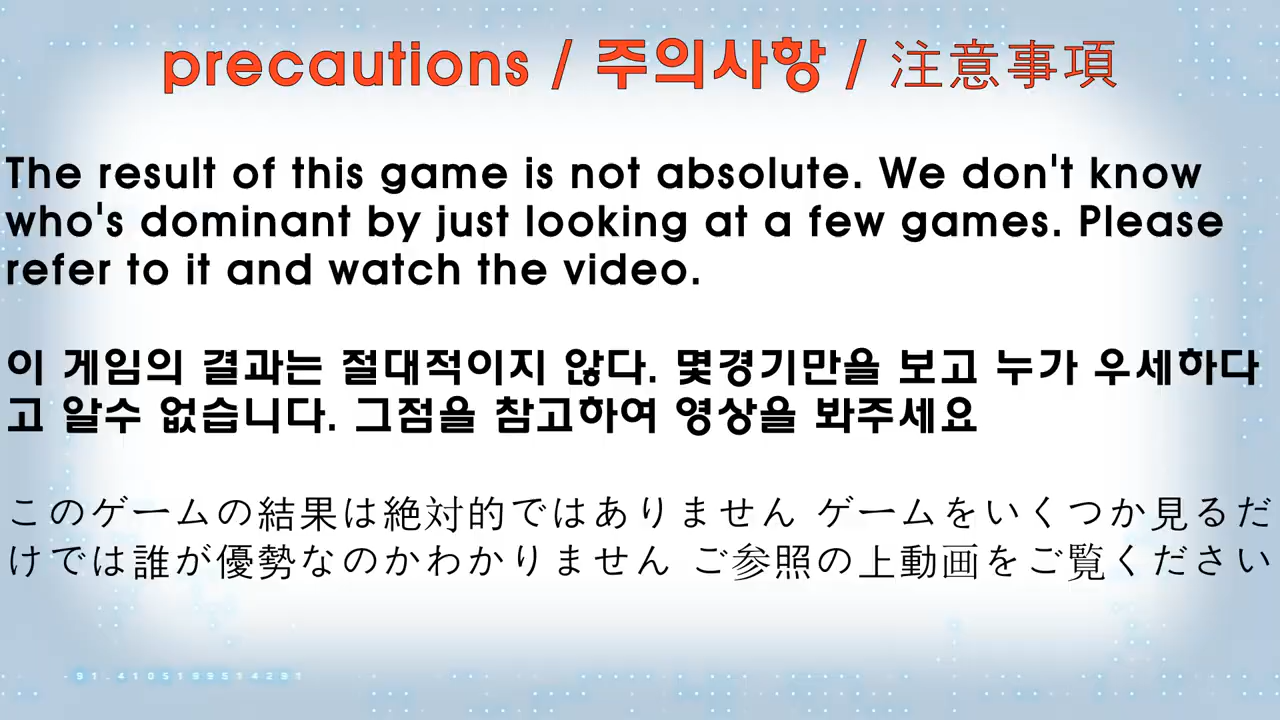 precautions / 주의사항 / 注意事項
The result of this game is not absolute. We don't know
who's dominant by just looking at a few games. Please
refer to it and watch the video.
이 게임의 결과는 절대적이지 않다. 몇경기만을 보고 누가 우세하다
고 알수 없습니다. 그점을 참고하여 영상을 봐주세요
このゲームの結果は絶対的ではありません ゲームをいくつか見るだ
けでは誰が優勢なのかわかりません ご参照の上動画をご覧ください
-91.4105199514291